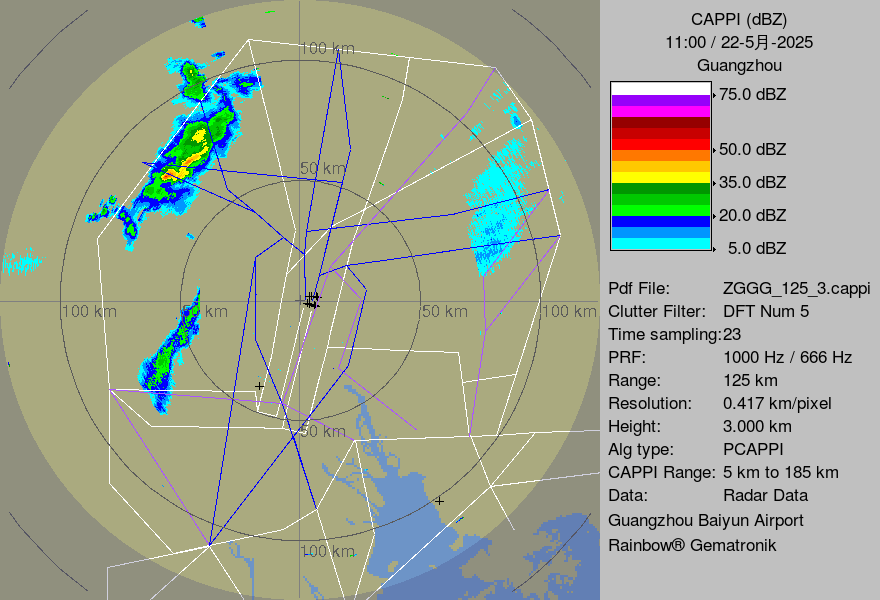 CAPPI (dBZ)
11:00 / 22-5月-2025
Guangzhou
75.0 dBZ
50.0 dBZ
35.0 dBZ
20.0 dBZ
5.0 dBZ
Pdf File: ZGGG_125_3.cappi
Clutter Filter: DFT Num 5
Time sampling:23
PRF: 1000 Hz / 666 Hz
Range: 125 km
Resolution: 0.417 km/pixel
Height: 3.000 km
Alg type: PCAPPI
CAPPI Range: 5 km to 185 km
Data: Radar Data
Guangzhou Baiyun Airport
Rainbow® Gematronik
100 km
50 km
100 km
50 km
50 km
100 km
50 km
100 km